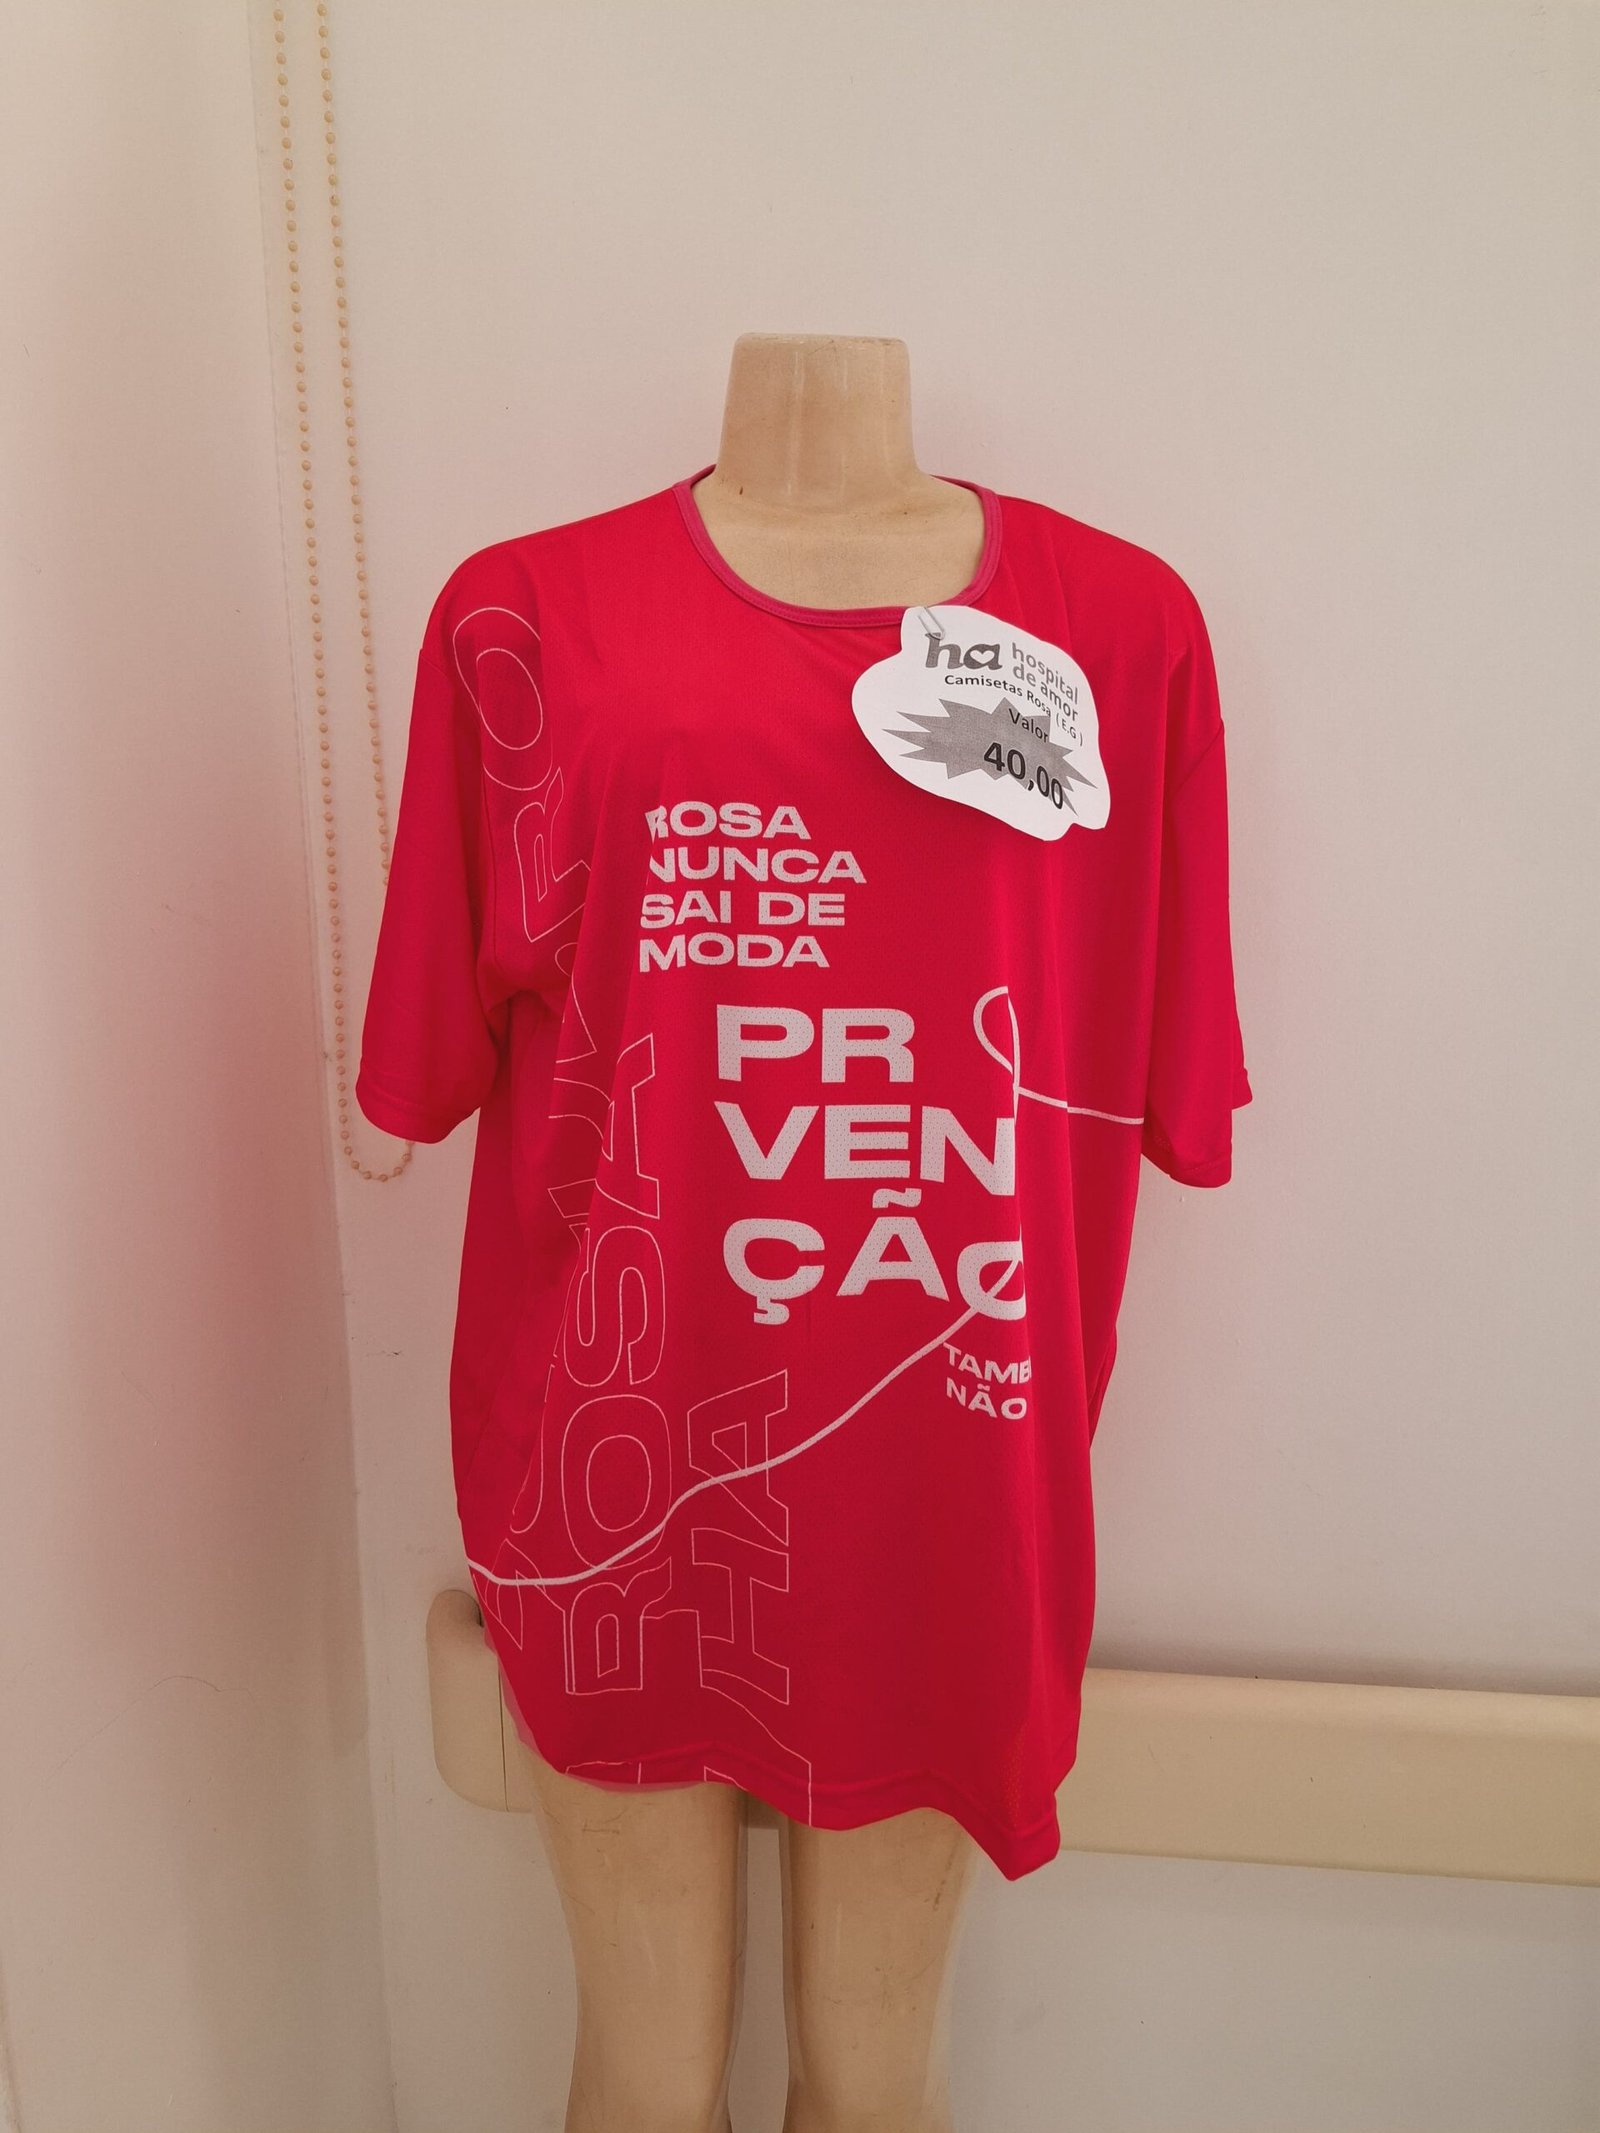 ha hospital
de amor
Camisetas Rosa ( E.G )
Valor
40,00
ROSA
NUNCA
SAI DE
MODA
PR
VEN
ÇÃO
NÃO
ROSA
HA